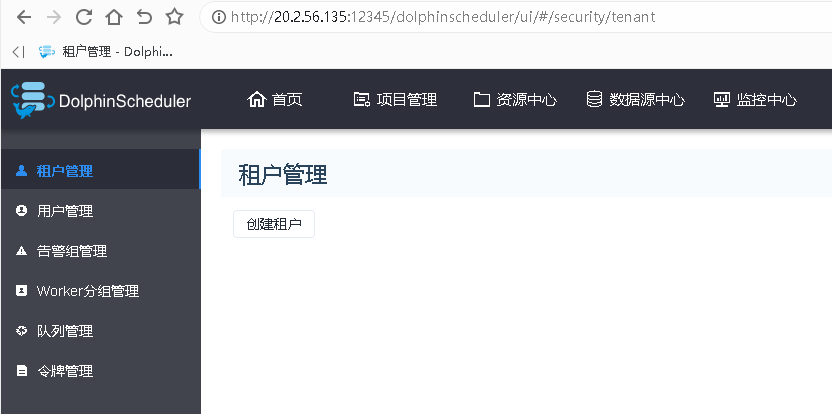 http://20.2.56.135:12345/dolphinscheduler/ui/#/security/tenant
租户管理 - Dolphi...
DolphinScheduler 首页 项目管理 资源中心 数据源中心 监控中心
租户管理
用户管理
告警组管理
Worker分组管理
队列管理
令牌管理
租户管理
创建租户